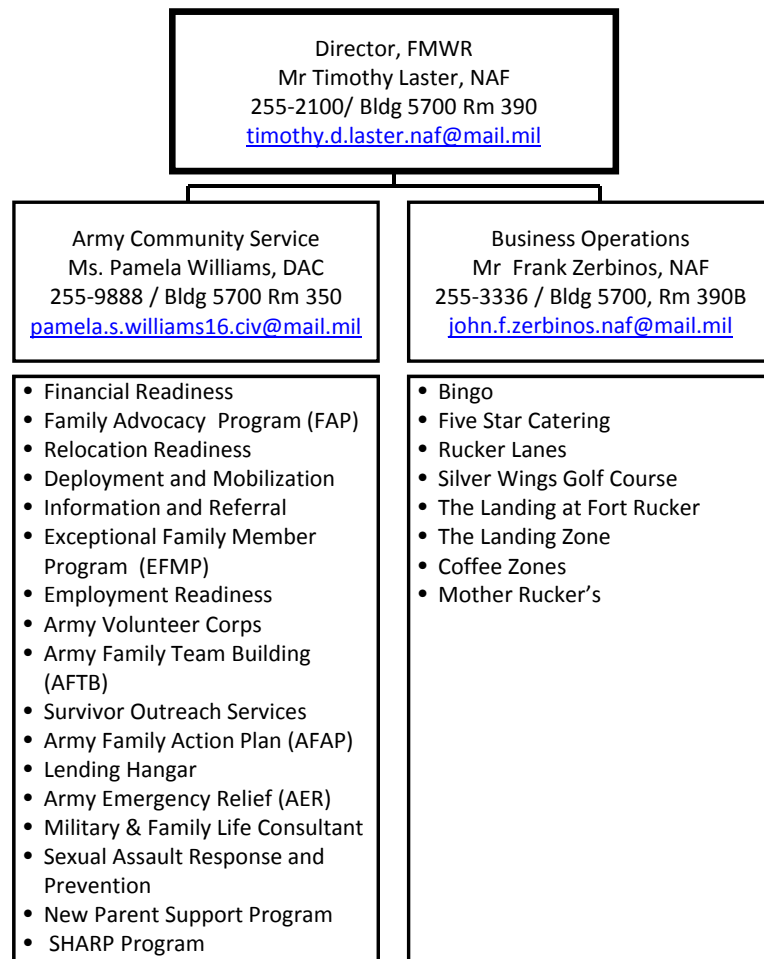 Director, FMWR
Mr Timothy Laster, NAF
255-2100/ Bldg 5700 Rm 390
timothy.d.laster.naf@mail.mil
Army Community Service
Ms. Pamela Williams, DAC
255-9888 / Bldg 5700 Rm 350
pamela.s.williams16.civ@mail.mil
Business Operations
Mr  Frank Zerbinos, NAF
255-3336 / Bldg 5700, Rm 390B
john.f.zerbinos.naf@mail.mil
• Financial Readiness
• Family Advocacy  Program (FAP)
• Relocation Readiness
• Deployment and Mobilization
• Information and Referral
• Exceptional Family Member
Program  (EFMP)
• Employment Readiness
• Army Volunteer Corps
• Army Family Team Building
(AFTB)
• Survivor Outreach Services
• Army Family Action Plan (AFAP)
• Lending Hangar
• Army Emergency Relief (AER)
• Military & Family Life Consultant
• Sexual Assault Response and
Prevention
• New Parent Support Program
• SHARP Program
• Bingo
• Five Star Catering
• Rucker Lanes
• Silver Wings Golf Course
• The Landing at Fort Rucker
• The Landing Zone
• Coffee Zones
• Mother Rucker’s